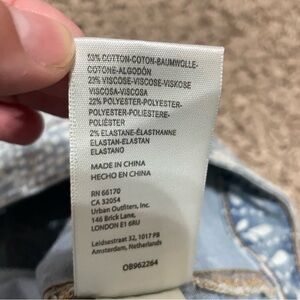 53% COTTON-COTON-BAUMWOLLE-
COTONE-ALGODÓN
23% VISCOSE-VISCOSE-VISKOSE
VISCOSA-VISCOSA
22% POLYESTER-POLYESTER-
POLYESTER-POLIESTERE-
POLIÉSTER
2% ELASTANE-ÉLASTHANNE
ELASTAN-ELASTAN
ELASTANO
MADE IN CHINA
HECHO EN CHINA
RN 66170
CA 32054
Urban Outfitters, Inc.
146 Brick Lane,
LONDON E1 6RU
Leidsestraat 32, 1017 PB
Amsterdam, Netherlands
OB962264